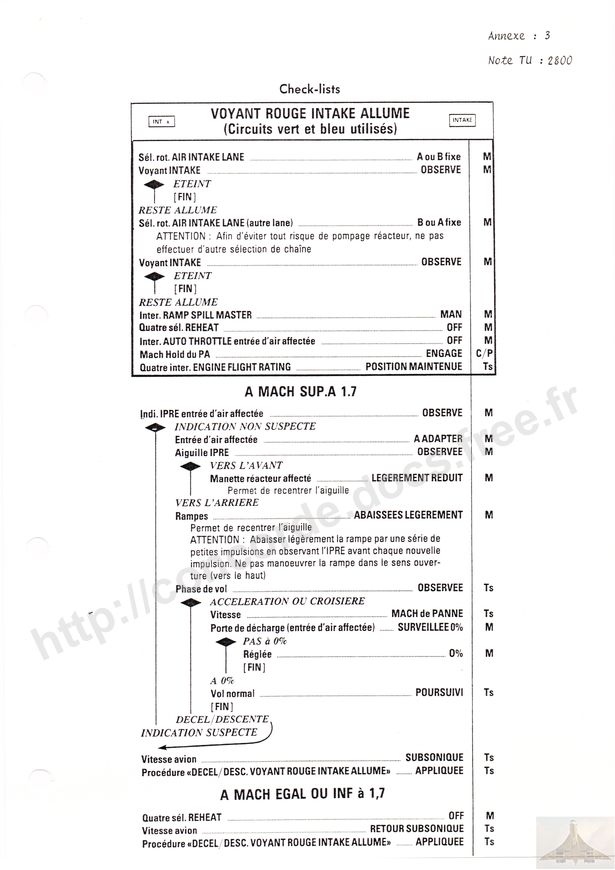 Annexe : 3
Note TU : 2800
Check-lists
VOYANT ROUGE INTAKE ALLUME
(Circuits vert et bleu utilisés)
INTAKE
Sél. rot. AIR INTAKE LANE A ou B fixe M
Voyant INTAKE OBSERVE M
ETEINT
[FIN]
RESTE ALLUME
Sél. rot. AIR INTAKE LANE (autre lane) B ou A fixe M
ATTENTION : Afin d'éviter tout risque de pompage réacteur, ne pas
effectuer d'autre sélection de chaîne
Voyant INTAKE OBSERVE M
ETEINT
[FIN]
RESTE ALLUME
Inter. RAMP SPILL MASTER MAN M
Quatre sél. REHEAT OFF M
Inter. AUTO THROTTLE entrée d'air affectée OFF M
Mach Hold du PA ENGAGE C/P
Quatre inter. ENGINE FLIGHT RATING POSITION MAINTENUE Ts
A MACH SUP.A 1.7
Indi. IPRE entrée d'air affectée OBSERVE M
INDICATION NON SUSPECTE
Entrée d'air affectée A ADAPTER M
Aiguille IPRE OBSERVEE M
VERS L'AVANT
Manette réacteur affecté LEGEREMENT REDUIT M
Permet de recentrer l'aiguille
VERS L'ARRIERE
Rampes ABAISSEES LEGEREMENT M
Permet de recentrer l'aiguille
ATTENTION : Abaisser légèrement la rampe par une série de
petites impulsions en observant l'IPRE avant chaque nouvelle
impulsion. Ne pas manoeuvrer la rampe dans le sens ouver-
ture (vers le haut)
Phase de vol OBSERVEE Ts
ACCELERATION OU CROISIERE
Vitesse MACH de PANNE Ts
Porte de décharge (entrée d'air affectée) SURVEILLEE 0% M
PAS à 0%
Réglée 0% M
[FIN]
A 0%
Vol normal POURSUIVI Ts
[FIN]
DECEL/DESCENTE
INDICATION SUSPECTE
Vitesse avion SUBSONIQUE Ts
Procédure «DECEL/DESC. VOYANT ROUGE INTAKE ALLUME» APPLIQUEE Ts
A MACH EGAL OU INF à 1,7
Quatre sél. REHEAT OFF M
Vitesse avion RETOUR SUBSONIQUE Ts
Procédure «DECEL/DESC. VOYANT ROUGE INTAKE ALLUME» APPLIQUEE Ts